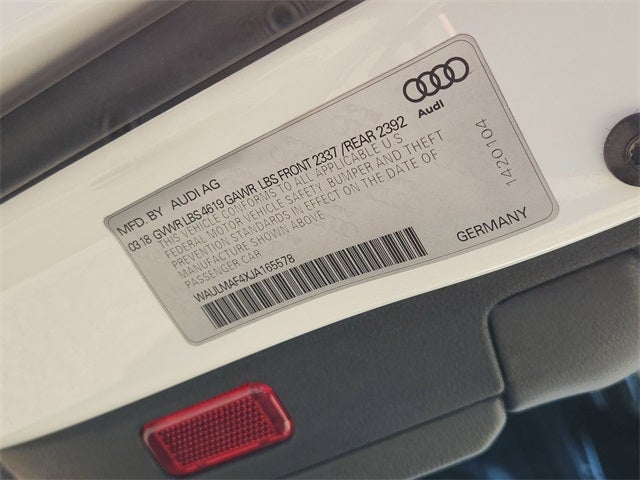 Audi
MFD. BY AUDI AG
03.18 GVWR LBS 4619 GAWR LBS FRONT 2337 /REAR 2392
THIS VEHICLE CONFORMS TO ALL APPLICABLE U.S.
FEDERAL MOTOR VEHICLE SAFETY, BUMPER AND THEFT
PREVENTION STANDARDS IN EFFECT ON THE DATE OF
MANUFACTURE SHOWN ABOVE
PASSENGER CAR
WAULMAF4XJA165578
1420104
GERMANY